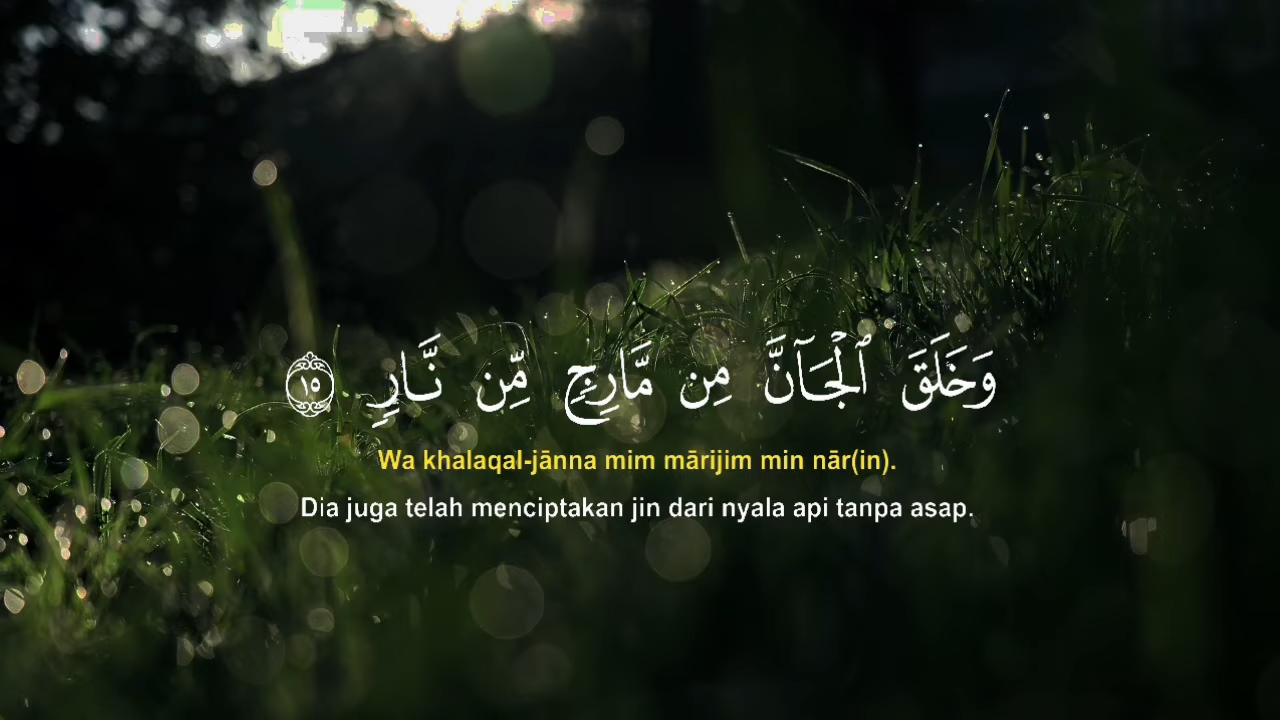 وَخَلَقَ ٱلْجَآنَّ مِن مَّارِجٍ مِّن نَّارٍ ١٥
Wa khalaqal-jānna mim mārijim min nār(in).
Dia juga telah menciptakan jin dari nyala api tanpa asap.